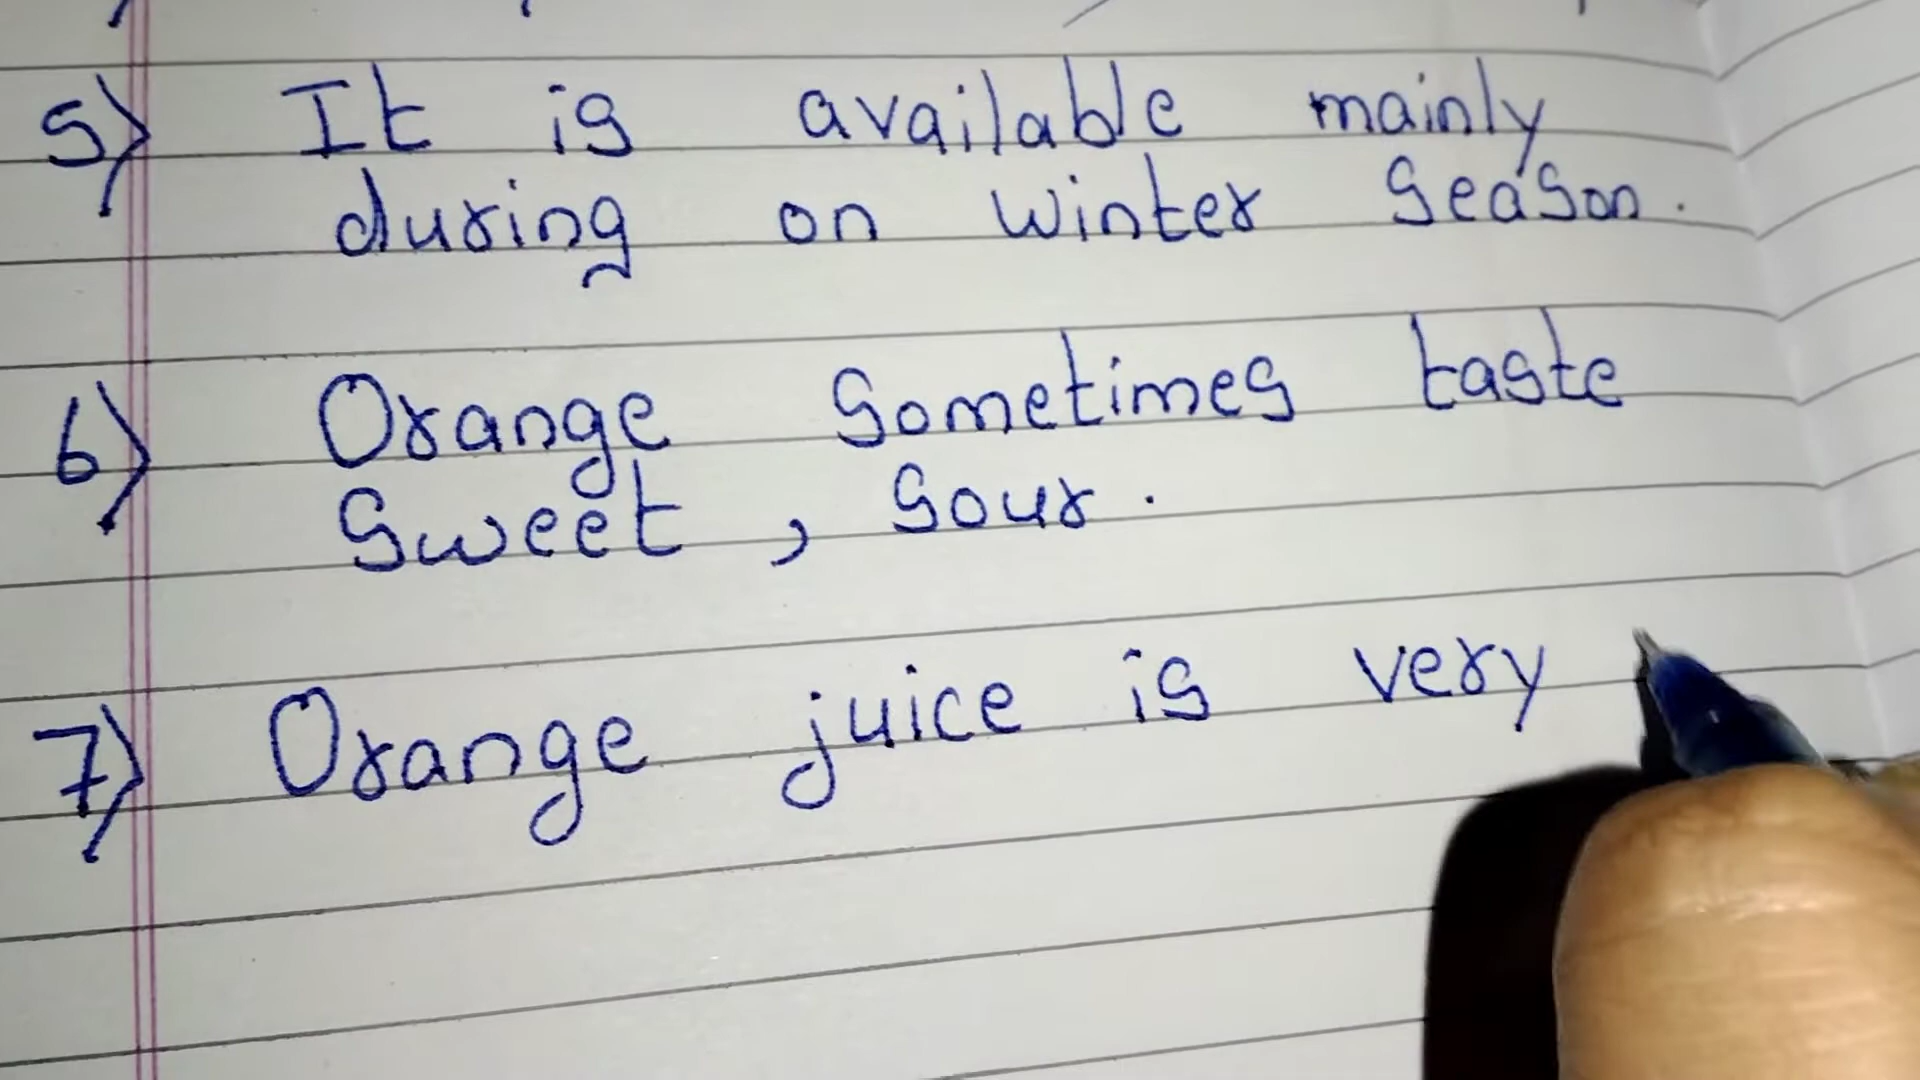 5) It is available mainly
during on winter season.
6) Orange sometimes taste
sweet, sour.
7) Orange juice is very